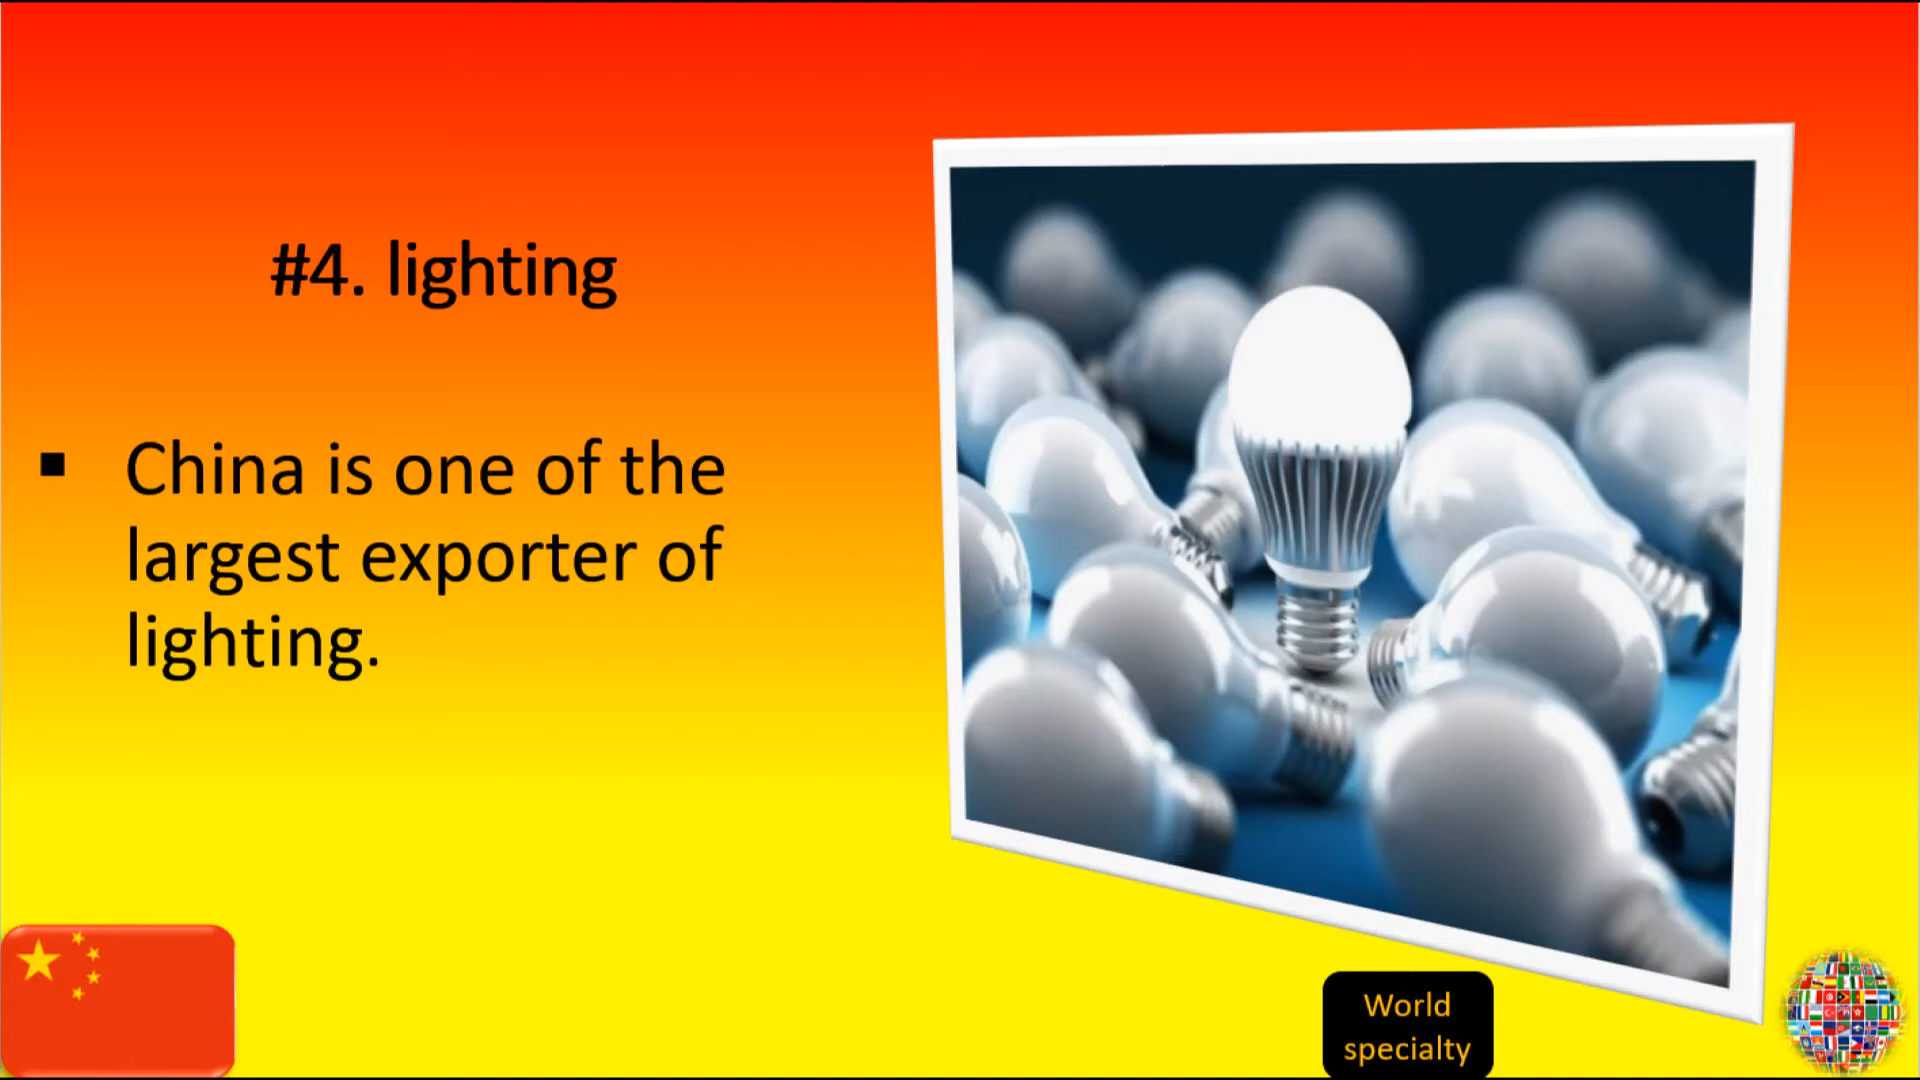 #4. lighting
▪ China is one of the
largest exporter of
lighting.
World
specialty